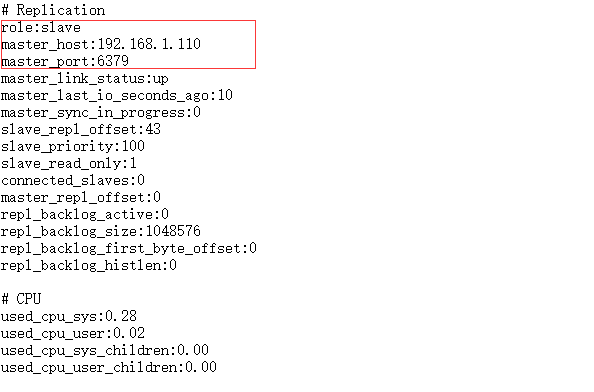 # Replication
role:slave
master_host:192.168.1.110
master_port:6379
master_link_status:up
master_last_io_seconds_ago:10
master_sync_in_progress:0
slave_repl_offset:43
slave_priority:100
slave_read_only:1
connected_slaves:0
master_repl_offset:0
repl_backlog_active:0
repl_backlog_size:1048576
repl_backlog_first_byte_offset:0
repl_backlog_histlen:0
# CPU
used_cpu_sys:0.28
used_cpu_user:0.02
used_cpu_sys_children:0.00
used_cpu_user_children:0.00